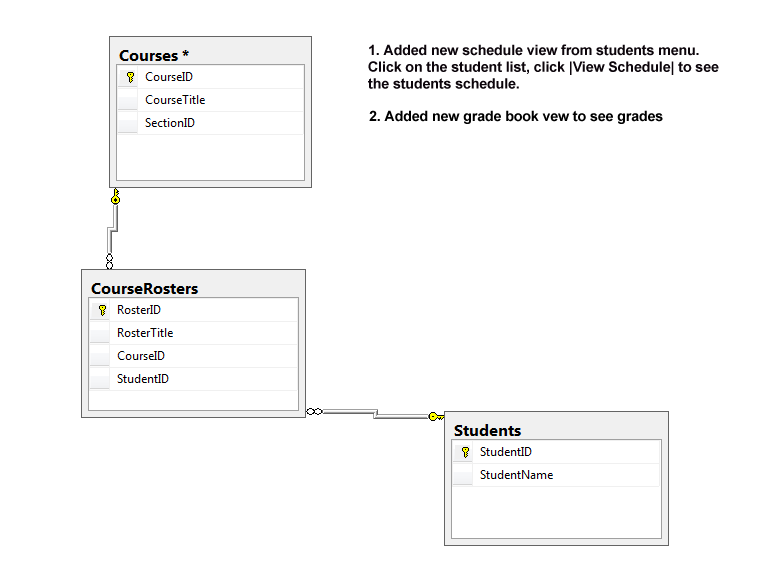 Courses *
CourseID
CourseTitle
SectionID
1. Added new schedule view from students menu.
Click on the student list, click |View Schedule| to see
the students schedule.
2. Added new grade book vew to see grades
CourseRosters
RosterID
RosterTitle
CourseID
StudentID
Students
StudentID
StudentName